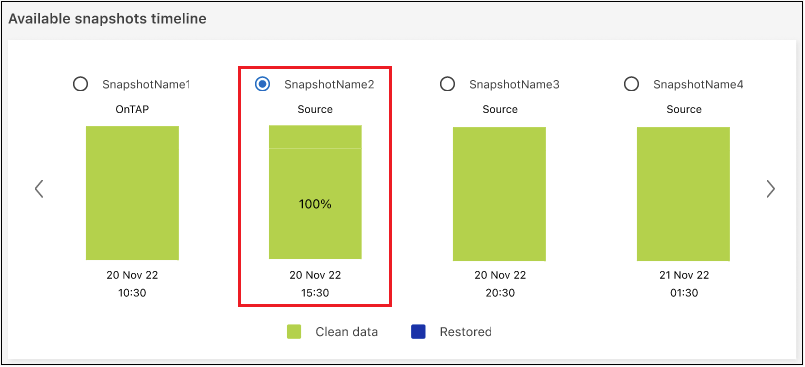 Available snapshots timeline
SnapshotName1 SnapshotName2 SnapshotName3 SnapshotName4
OnTAP Source Source Source
100%
20 Nov 22 20 Nov 22 20 Nov 22 21 Nov 22
10:30 15:30 20:30 01:30
Clean data Restored